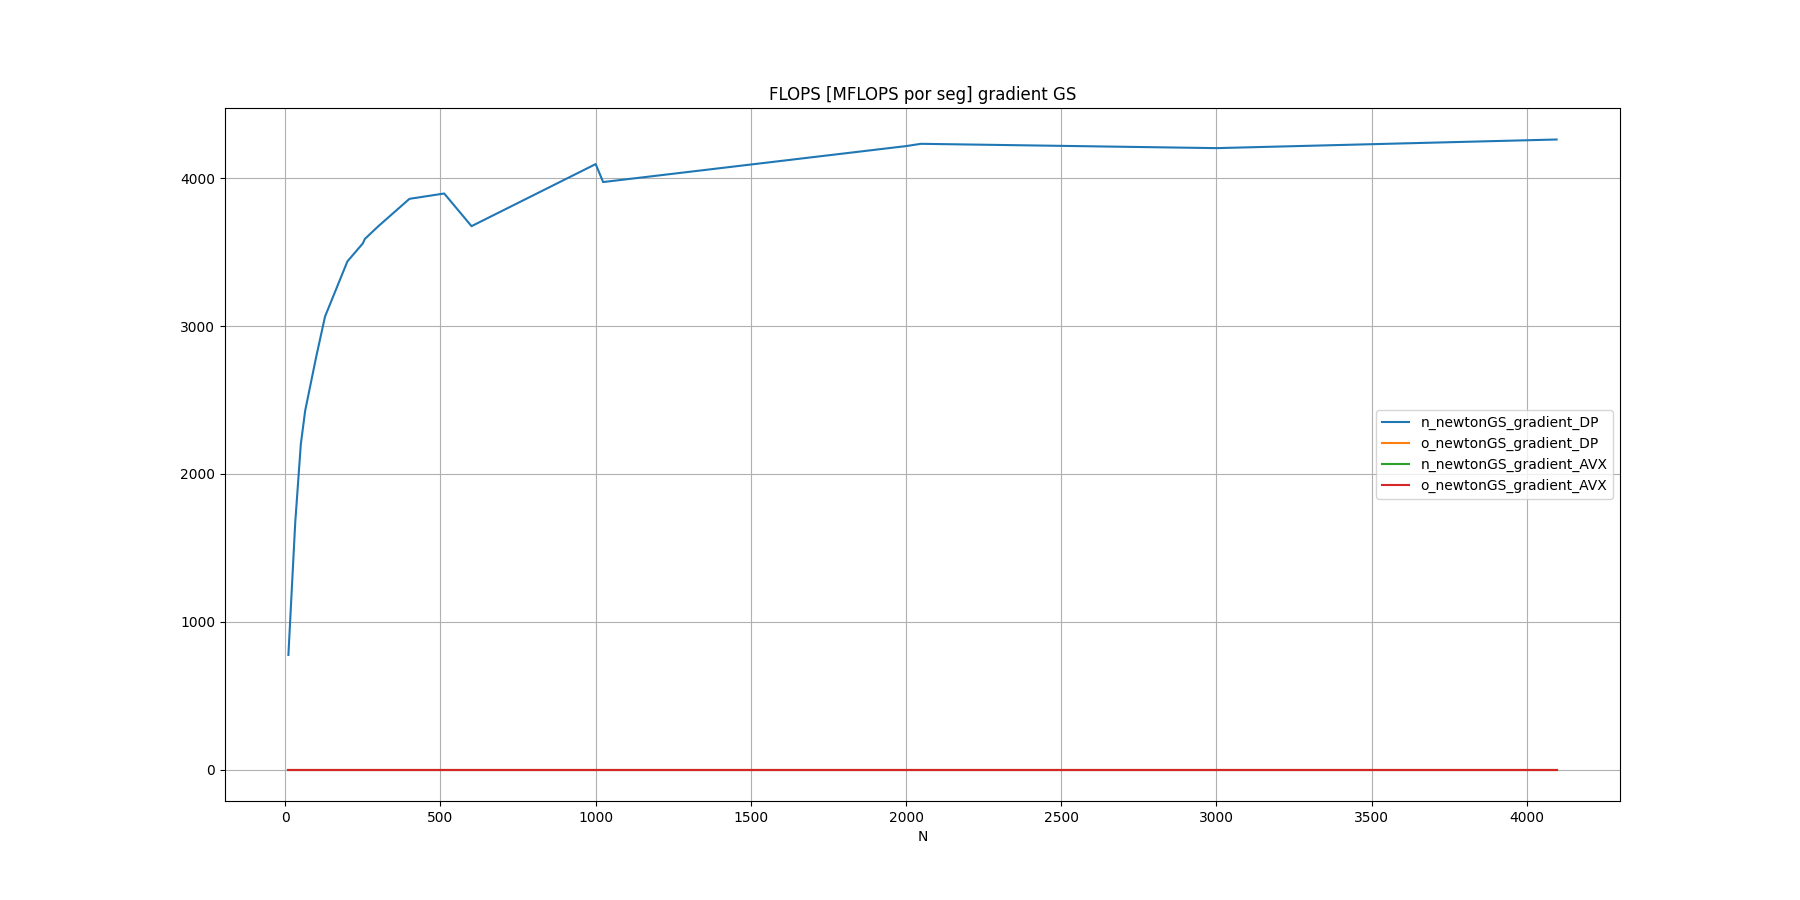 FLOPS [MFLOPS por seg] gradient GS
4000
3000
2000
1000
0
n_newtonGS_gradient_DP
o_newtonGS_gradient_DP
n_newtonGS_gradient_AVX
o_newtonGS_gradient_AVX
0 500 1000 1500 2000 2500 3000 3500 4000
N